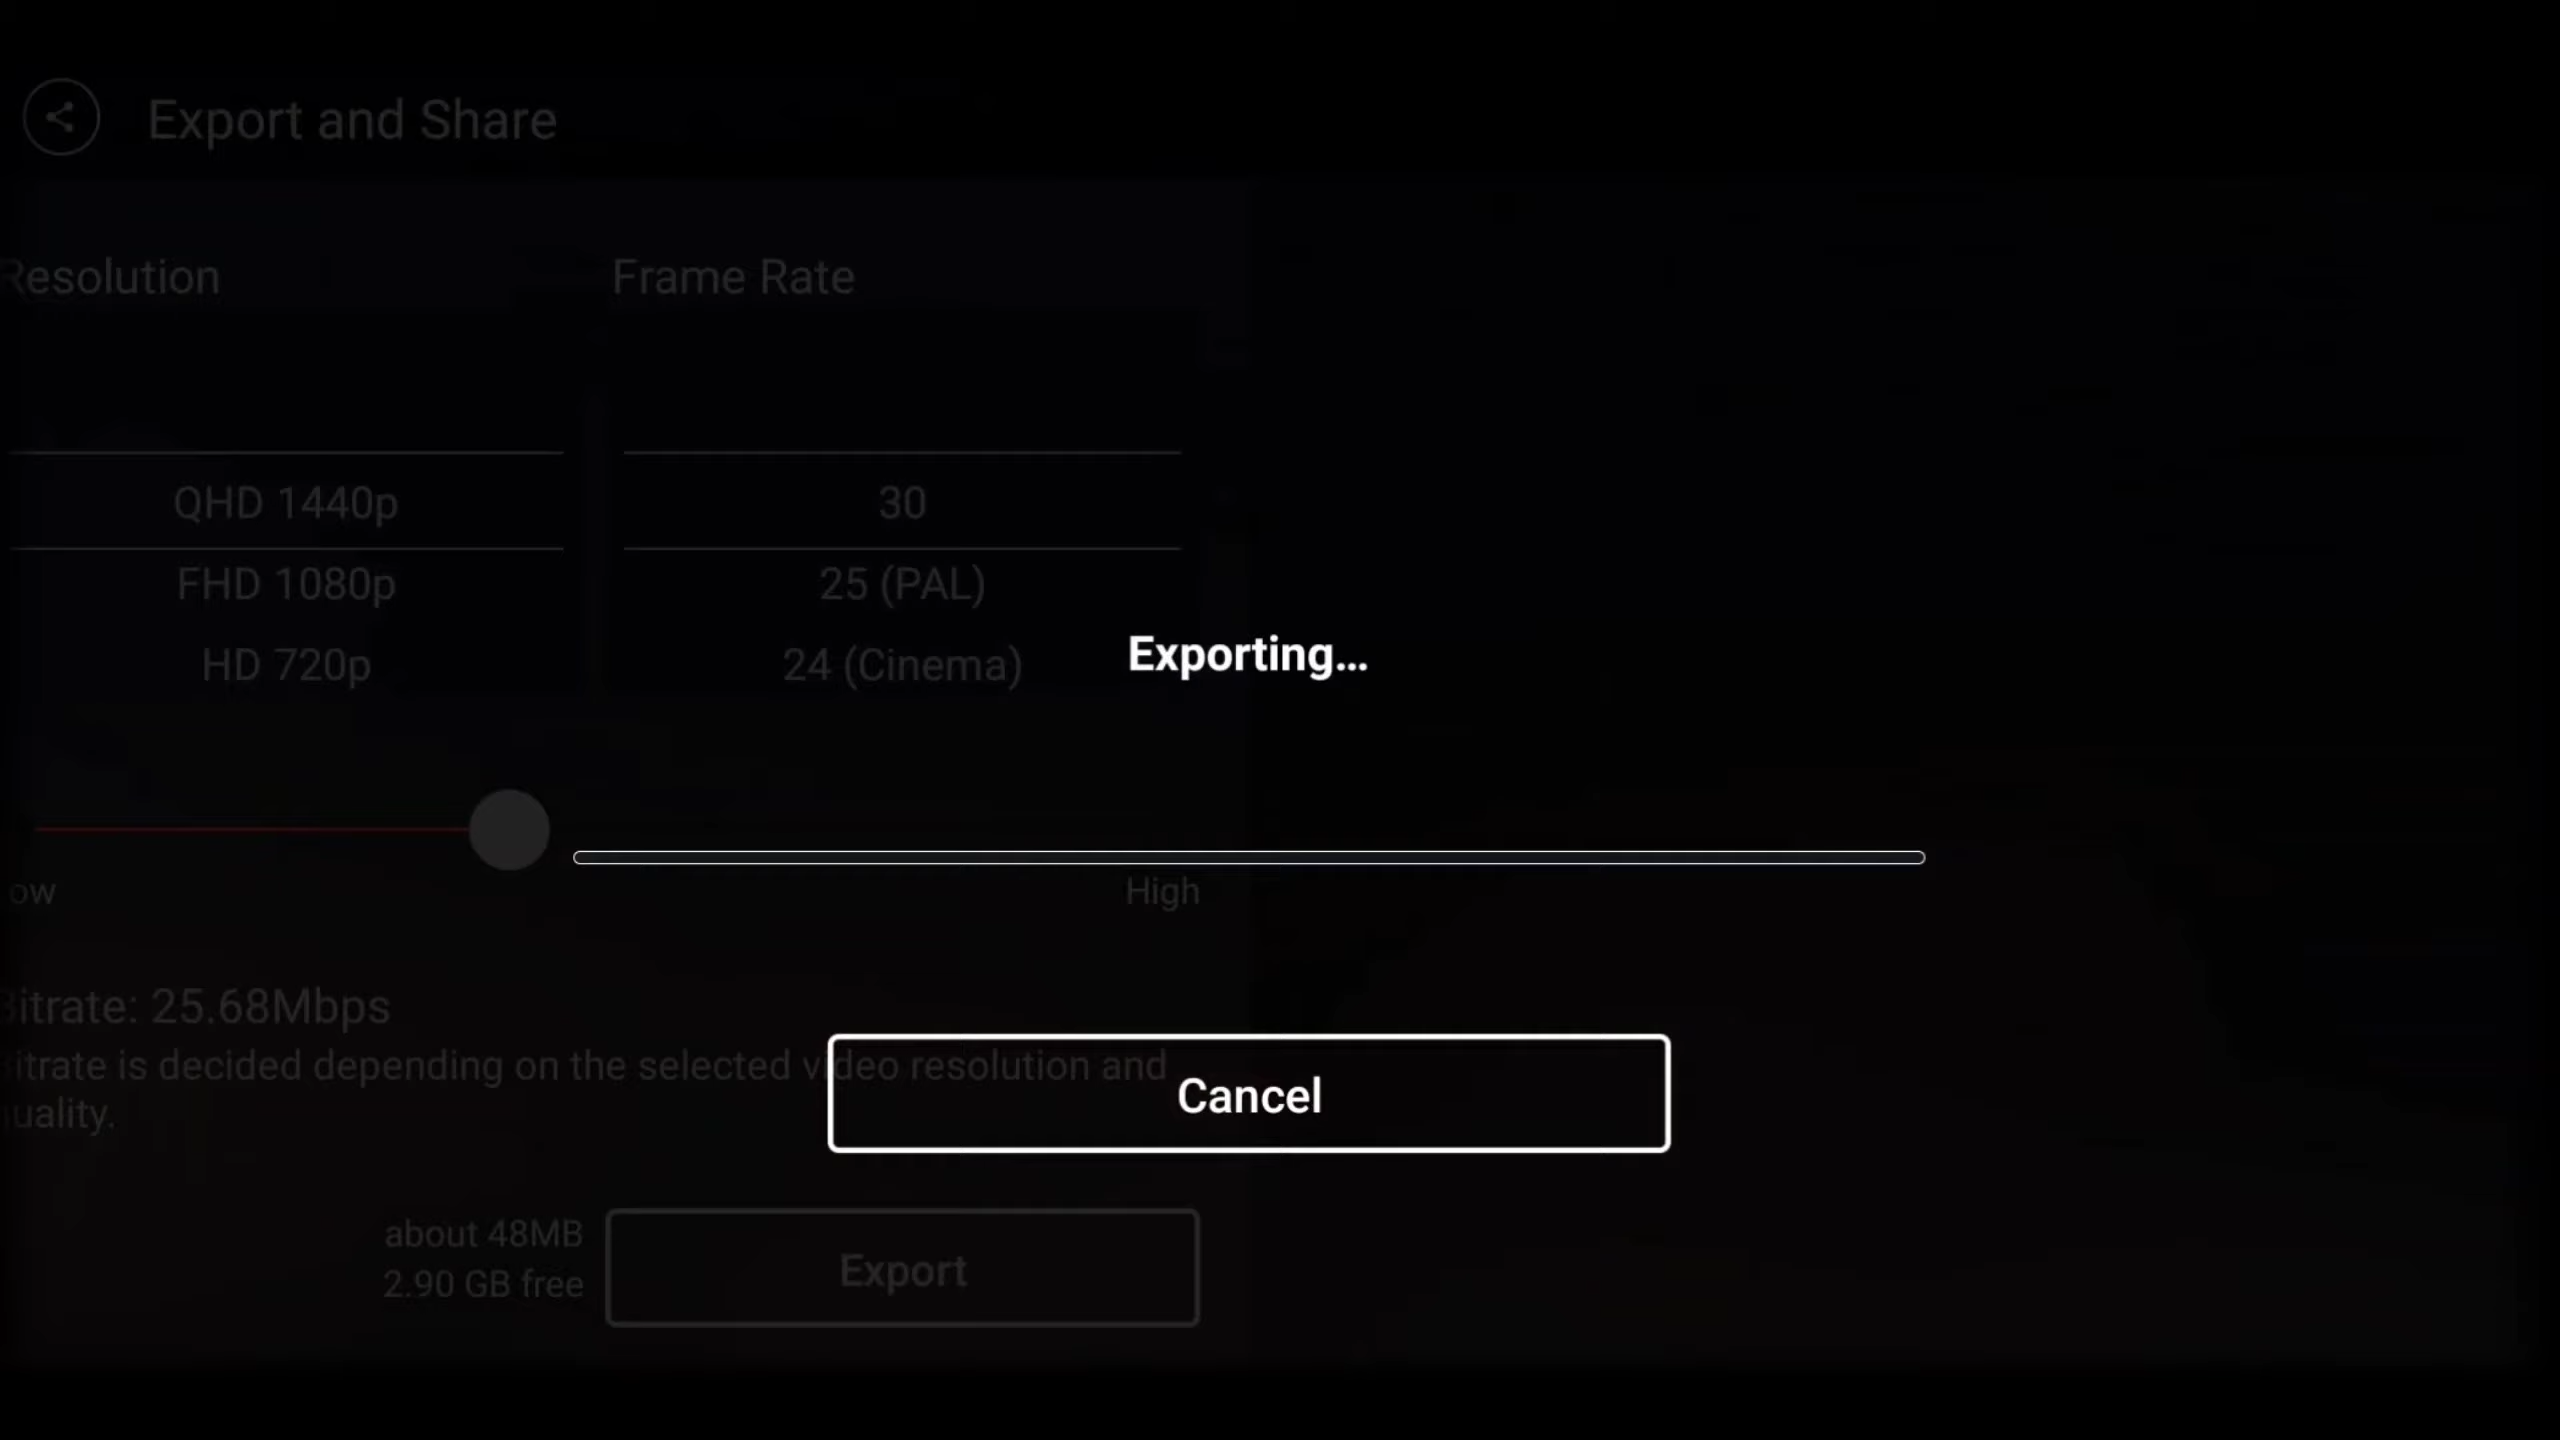 Export and Share
Resolution
Frame Rate
QHD 1440p
30
FHD 1080p
25 (PAL)
HD 720p
24 (Cinema)
Exporting...
ow
High
Bitrate: 25.68Mbps
itrate is decided depending on the selected video resolution and
uality.
Cancel
about 48MB
2.90 GB free
Export